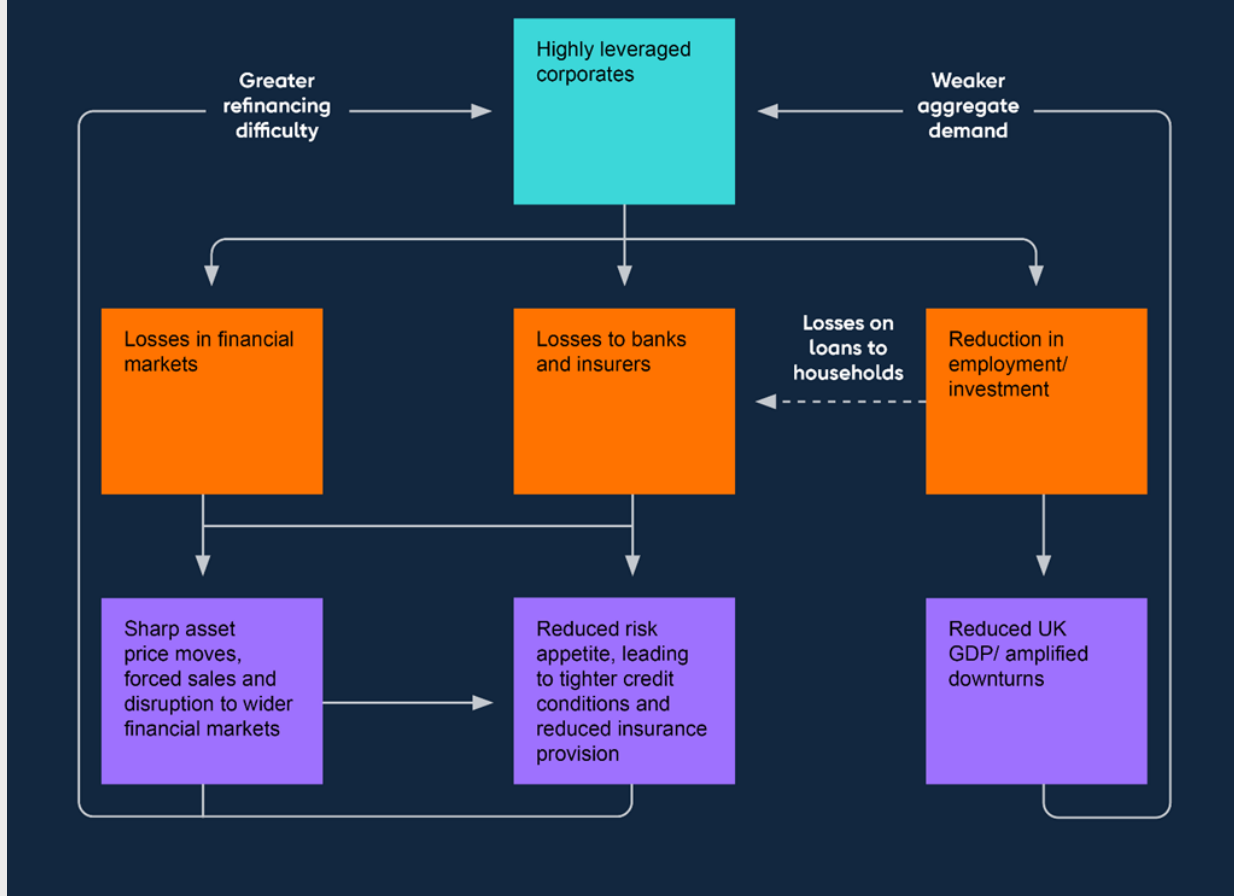 Highly leveraged
corporates
Greater
refinancing
difficulty
Weaker
aggregate
demand
Losses in financial
markets
Losses to banks
and insurers
Losses on
loans to
households
Reduction in
employment/
investment
Sharp asset
price moves,
forced sales and
disruption to wider
financial markets
Reduced risk
appetite, leading
to tighter credit
conditions and
reduced insurance
provision
Reduced UK
GDP/ amplified
downturns